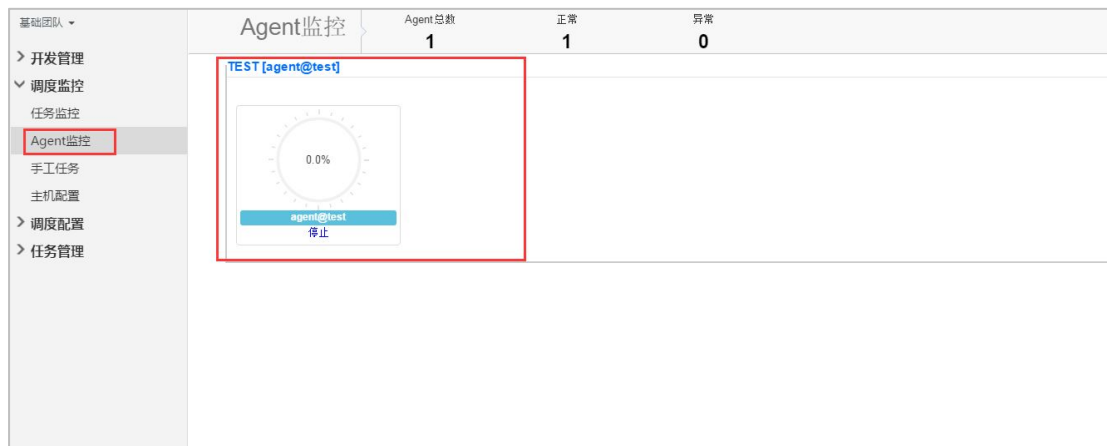 基础团队
开发管理
调度监控
任务监控
Agent监控
手工任务
主机配置
调度配置
任务管理
Agent监控
Agent总数
1
正常
1
异常
0
TEST [agent@test]
0.0%
agent@test
停止